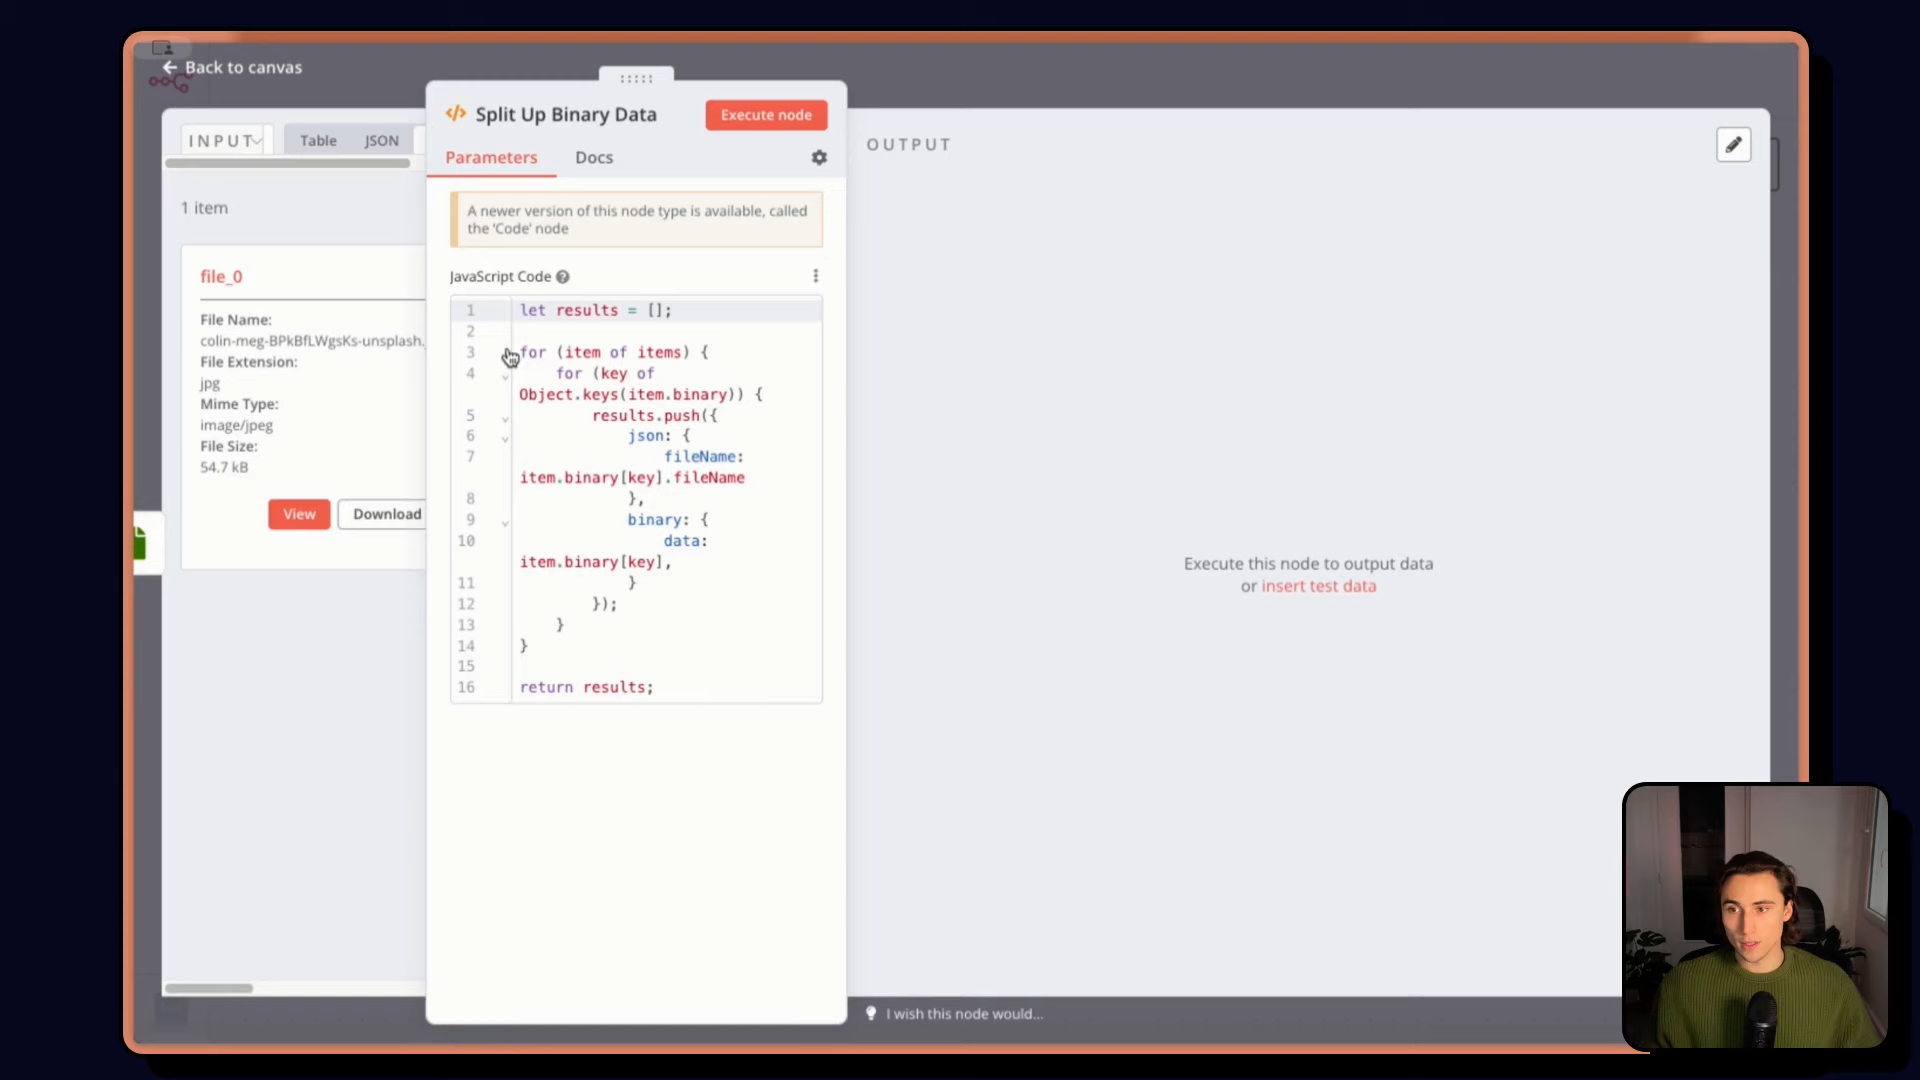 Back to canvas
INPUT
Table
JSON
1 item
file_0
File Name:
colin-meg-BPkBfLWgsKs-unsplash.
File Extension:
jpg
Mime Type:
image/jpeg
File Size:
54.7 kB
View
Download
Split Up Binary Data
Execute node
Parameters
Docs
A newer version of this node type is available, called
the ‘Code’ node
JavaScript Code
1 let results = [];
2
3 for (item of items) {
4 for (key of
Object.keys(item.binary)) {
5 results.push({
6 json: {
7 fileName:
item.binary[key].fileName
8 },
9 binary: {
10 data:
item.binary[key],
11 }
12 });
13 }
14 }
15
16 return results;
OUTPUT
Execute this node to output data
or insert test data
I wish this node would...